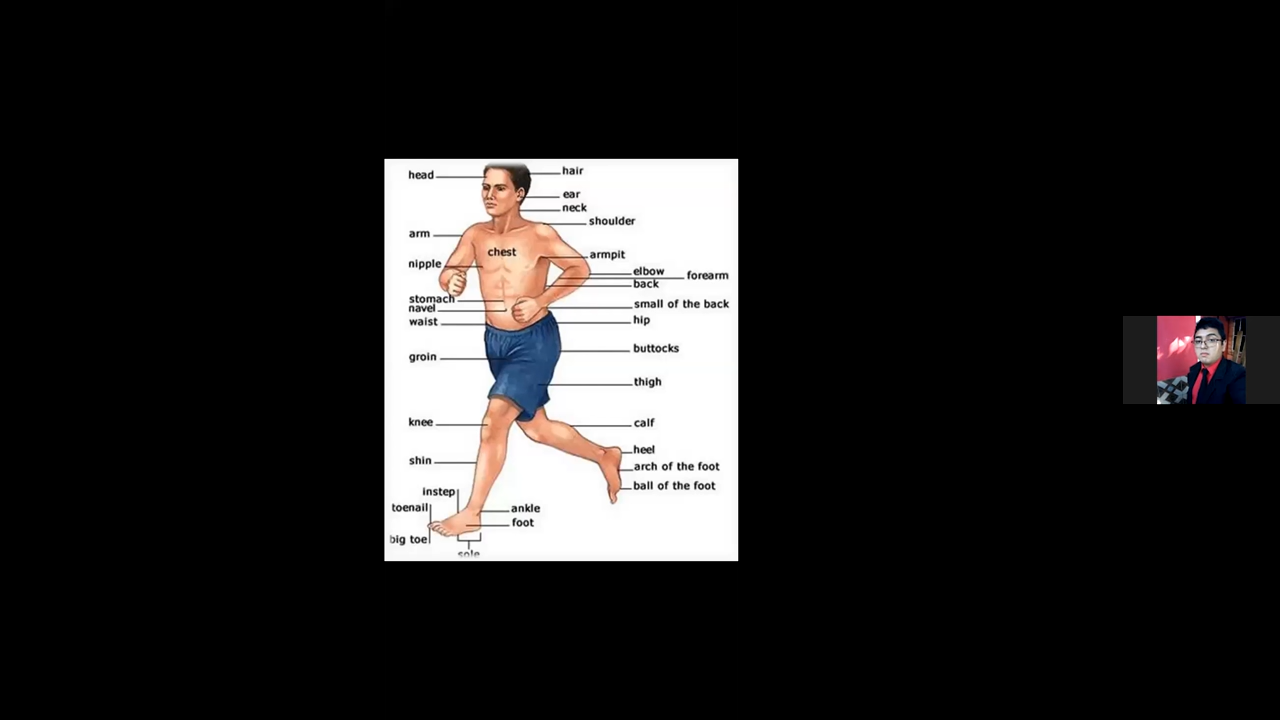 head
hair
ear
neck
shoulder
arm
chest
armpit
nipple
elbow
forearm
back
stomach
small of the back
navel
waist
hip
buttocks
groin
thigh
knee
calf
heel
shin
arch of the foot
ball of the foot
instep
toenail
ankle
foot
big toe
sole